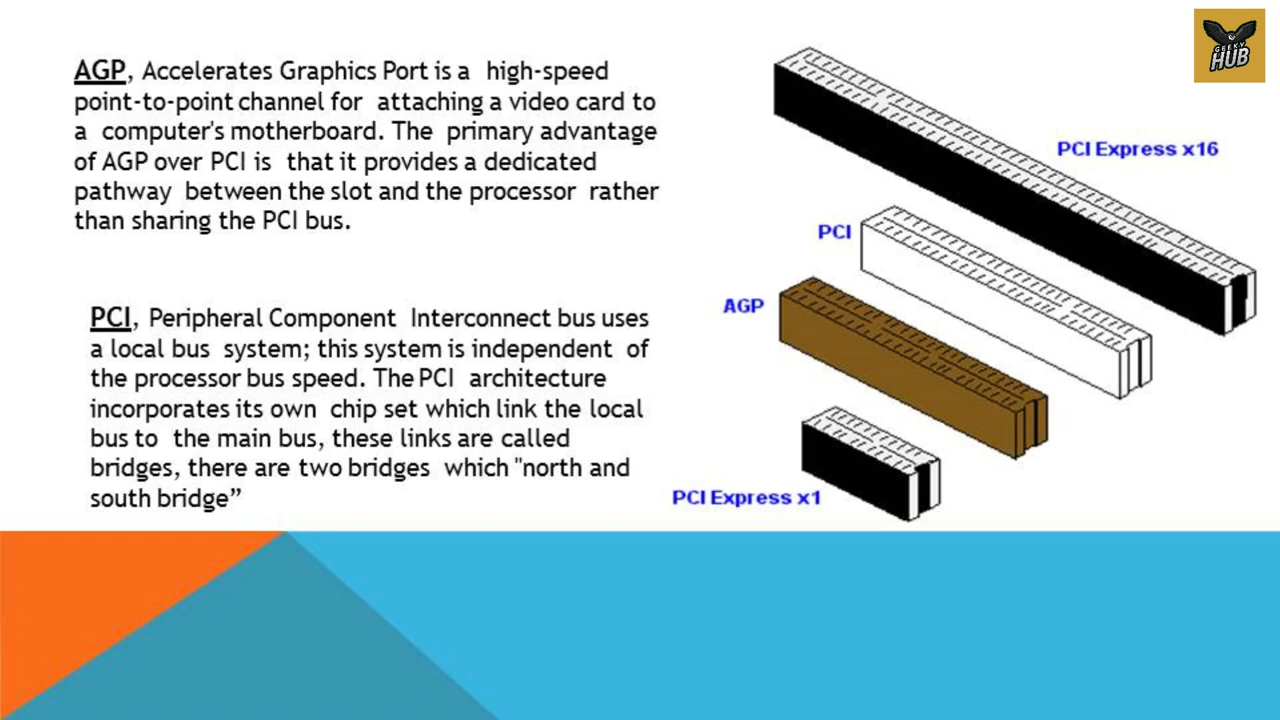 AGP, Accelerates Graphics Port is a high-speed
point-to-point channel for attaching a video card to
a computer's motherboard. The primary advantage
of AGP over PCI is that it provides a dedicated
pathway between the slot and the processor rather
than sharing the PCI bus.
PCI, Peripheral Component Interconnect bus uses
a local bus system; this system is independent of
the processor bus speed. The PCI architecture
incorporates its own chip set which link the local
bus to the main bus, these links are called
bridges, there are two bridges which "north and
south bridge”
GEEKY
HUB
PCI Express x16
PCI
AGP
PCI Express x1